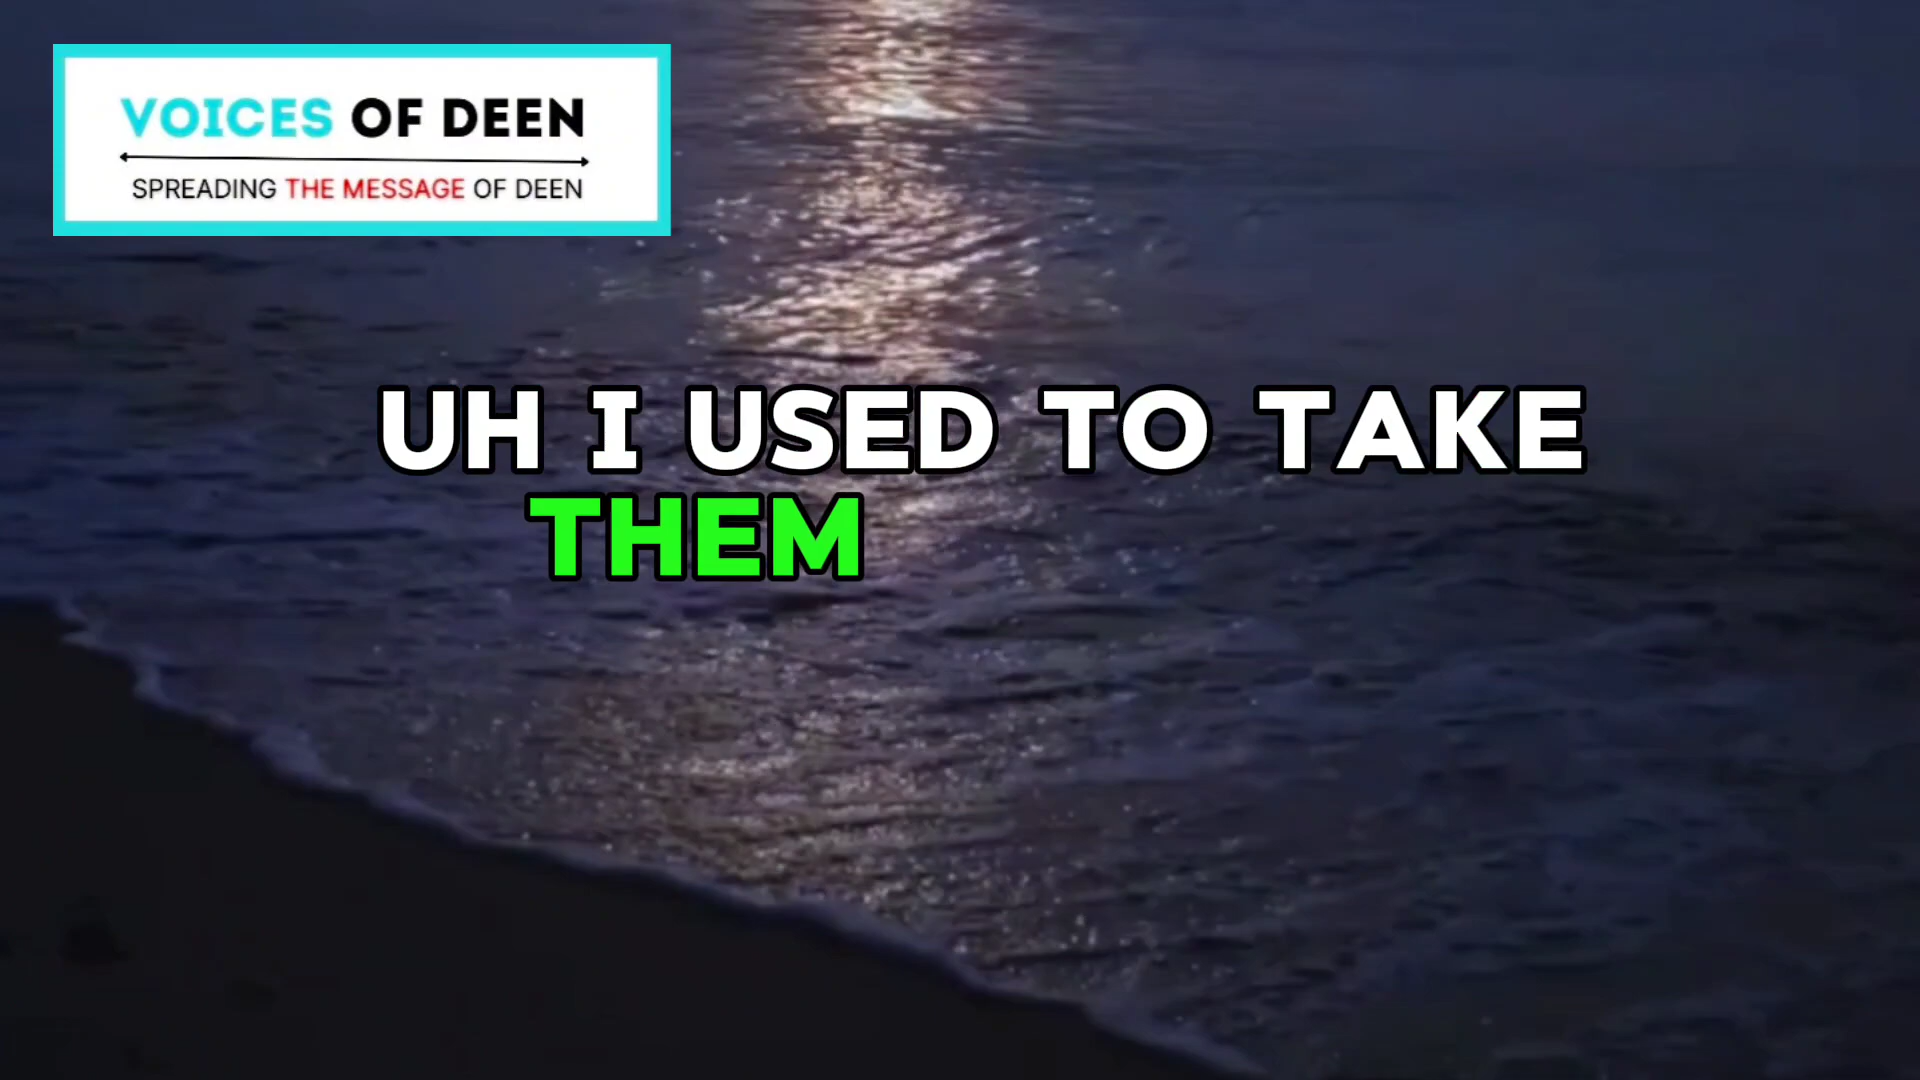 VOICES OF DEEN
SPREADING THE MESSAGE OF DEEN
UH I USED TO TAKE
THEM